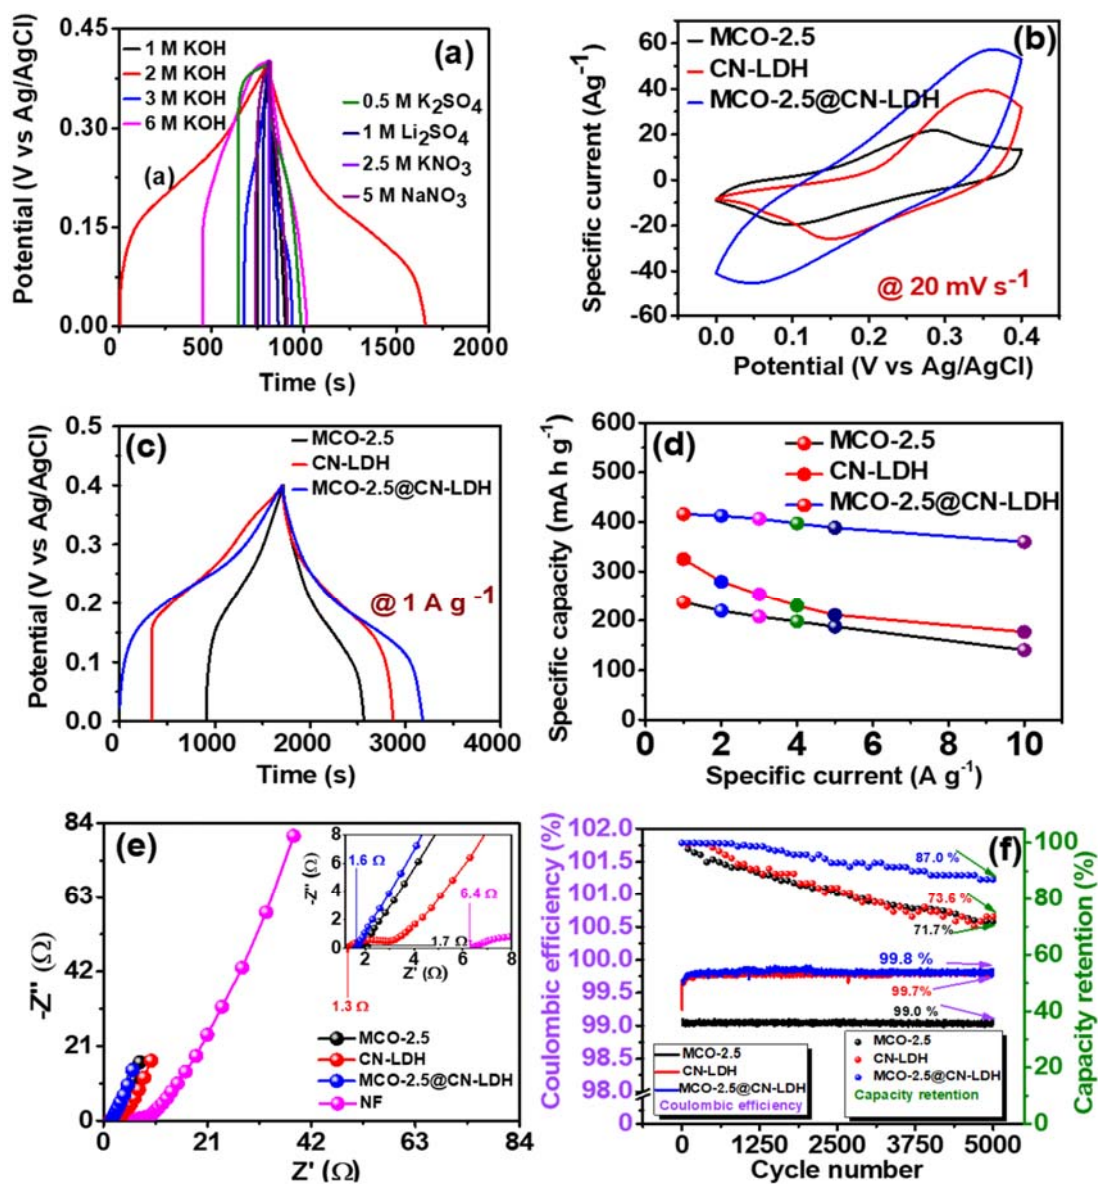 (a)
0.45
0.30
0.15
0.00
Potential (V vs Ag/AgCl)
1 M KOH
2 M KOH
3 M KOH
6 M KOH
(a)
0.5 M K₂SO₄
1 M Li₂SO₄
2.5 M KNO₃
5 M NaNO₃
0 500 1000 1500 2000
Time (s)
(b)
60
40
20
0
-20
-40
-60
Specific current (Ag⁻¹)
MCO-2.5
CN-LDH
MCO-2.5@CN-LDH
@ 20 mV s⁻¹
0.0 0.1 0.2 0.3 0.4
Potential (V vs Ag/AgCl)
(c)
0.5
0.4
0.3
0.2
0.1
0.0
Potential (V vs Ag/AgCl)
MCO-2.5
CN-LDH
MCO-2.5@CN-LDH
@ 1 A g ⁻¹
0 1000 2000 3000 4000
Time (s)
(d)
600
500
400
300
200
100
0
Specific capacity (mA h g⁻¹)
MCO-2.5
CN-LDH
MCO-2.5@CN-LDH
0 2 4 6 8 10
Specific current (A g⁻¹)
(e)
84
63
42
21
0
-Z'' (Ω)
8
6
4
2
0
-Z'' (Ω)
1.6 Ω
6.4 Ω
1.7 Ω
2 4 6 8
Z' (Ω)
1.3 Ω
MCO-2.5
CN-LDH
MCO-2.5@CN-LDH
NF
0 21 42 63 84
Z' (Ω)
(f)
102.0
101.5
101.0
100.5
100.0
99.5
99.0
98.5
98.0
0
Coulombic efficiency (%)
87.0 %
73.6 %
71.7%
99.8 %
99.7%
99.0 %
MCO-2.5
CN-LDH
MCO-2.5@CN-LDH
Coulombic efficiency
MCO-2.5
CN-LDH
MCO-2.5@CN-LDH
Capacity retention
100
80
60
40
20
0
Capacity retention (%)
0 1250 2500 3750 5000
Cycle number